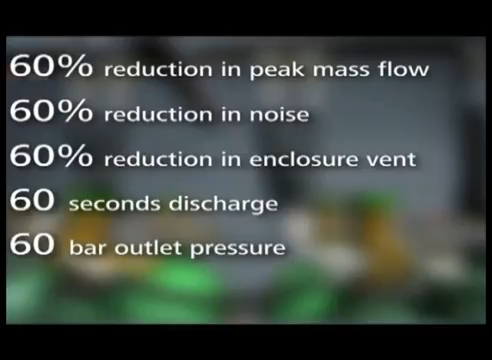 60% reduction in peak mass flow
60% reduction in noise
60% reduction in enclosure vent
60 seconds discharge
60 bar outlet pressure